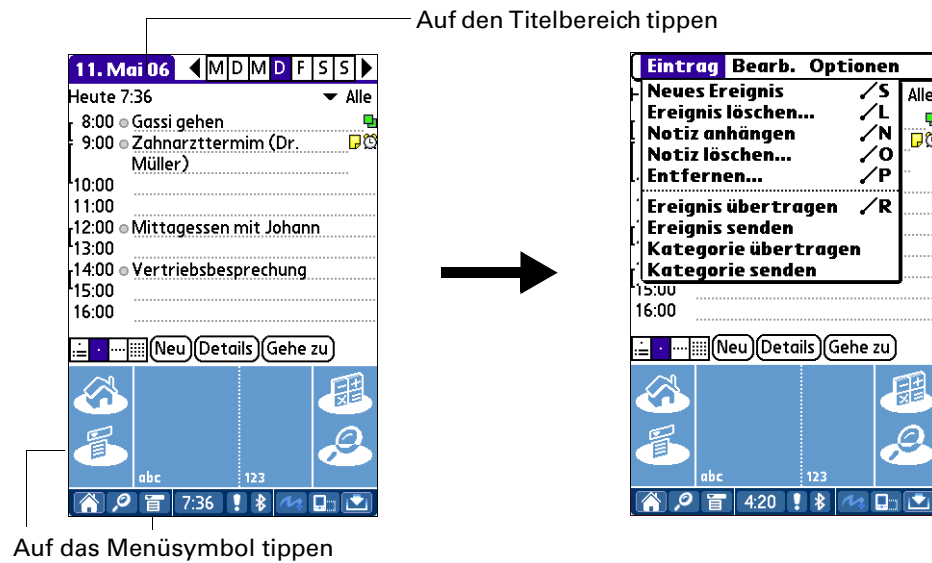 Auf den Titelbereich tippen
11. Mai 06 M D M D F S S
Heute 7:36 Alle
8:00 Gassi gehen
9:00 Zahnarzttermim (Dr.
Müller)
10:00
11:00
12:00 Mittagessen mit Johann
13:00
14:00 Vertriebsbesprechung
15:00
16:00
Neu Details Gehe zu
abc 123
7:36
Auf das Menüsymbol tippen
Eintrag Bearb. Optionen
Neues Ereignis /S
Ereignis löschen... /L
Notiz anhängen /N
Notiz löschen... /O
Entfernen... /P
Ereignis übertragen /R
Ereignis senden
Kategorie übertragen
Kategorie senden
Alle
15:00
16:00
Neu Details Gehe zu
abc 123
4:20